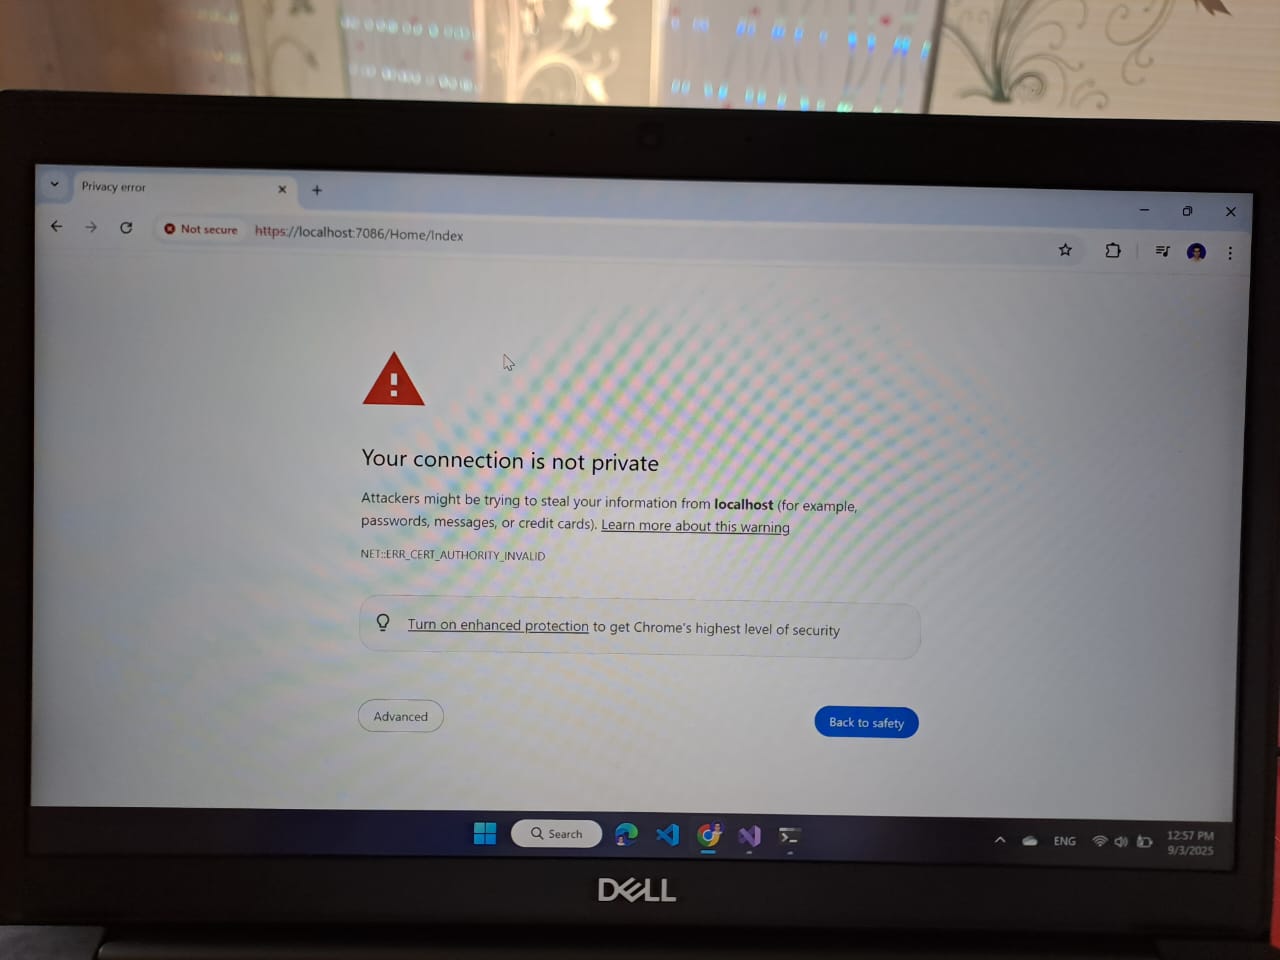 Privacy error
Not secure
https://localhost:7086/Home/Index
Your connection is not private
Attackers might be trying to steal your information from localhost (for example,
passwords, messages, or credit cards). Learn more about this warning
NET::ERR_CERT_AUTHORITY_INVALID
Turn on enhanced protection to get Chrome's highest level of security
Advanced
Back to safety
Search
ENG
12:57 PM
9/3/2025
DELL